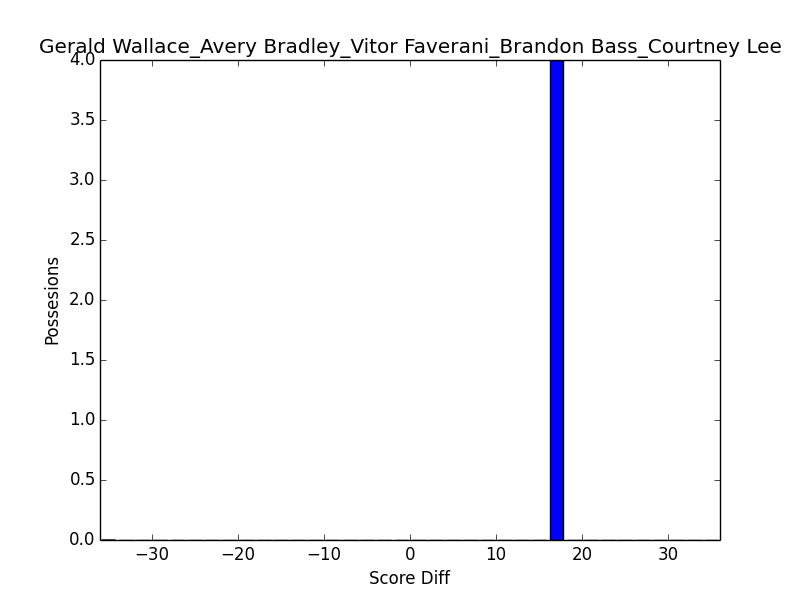 Gerald Wallace_Avery Bradley_Vitor Faverani_Brandon Bass_Courtney Lee
4.0
3.5
3.0
2.5
2.0
1.5
1.0
0.5
0.0
Possesions
−30 −20 −10 0 10 20 30
Score Diff